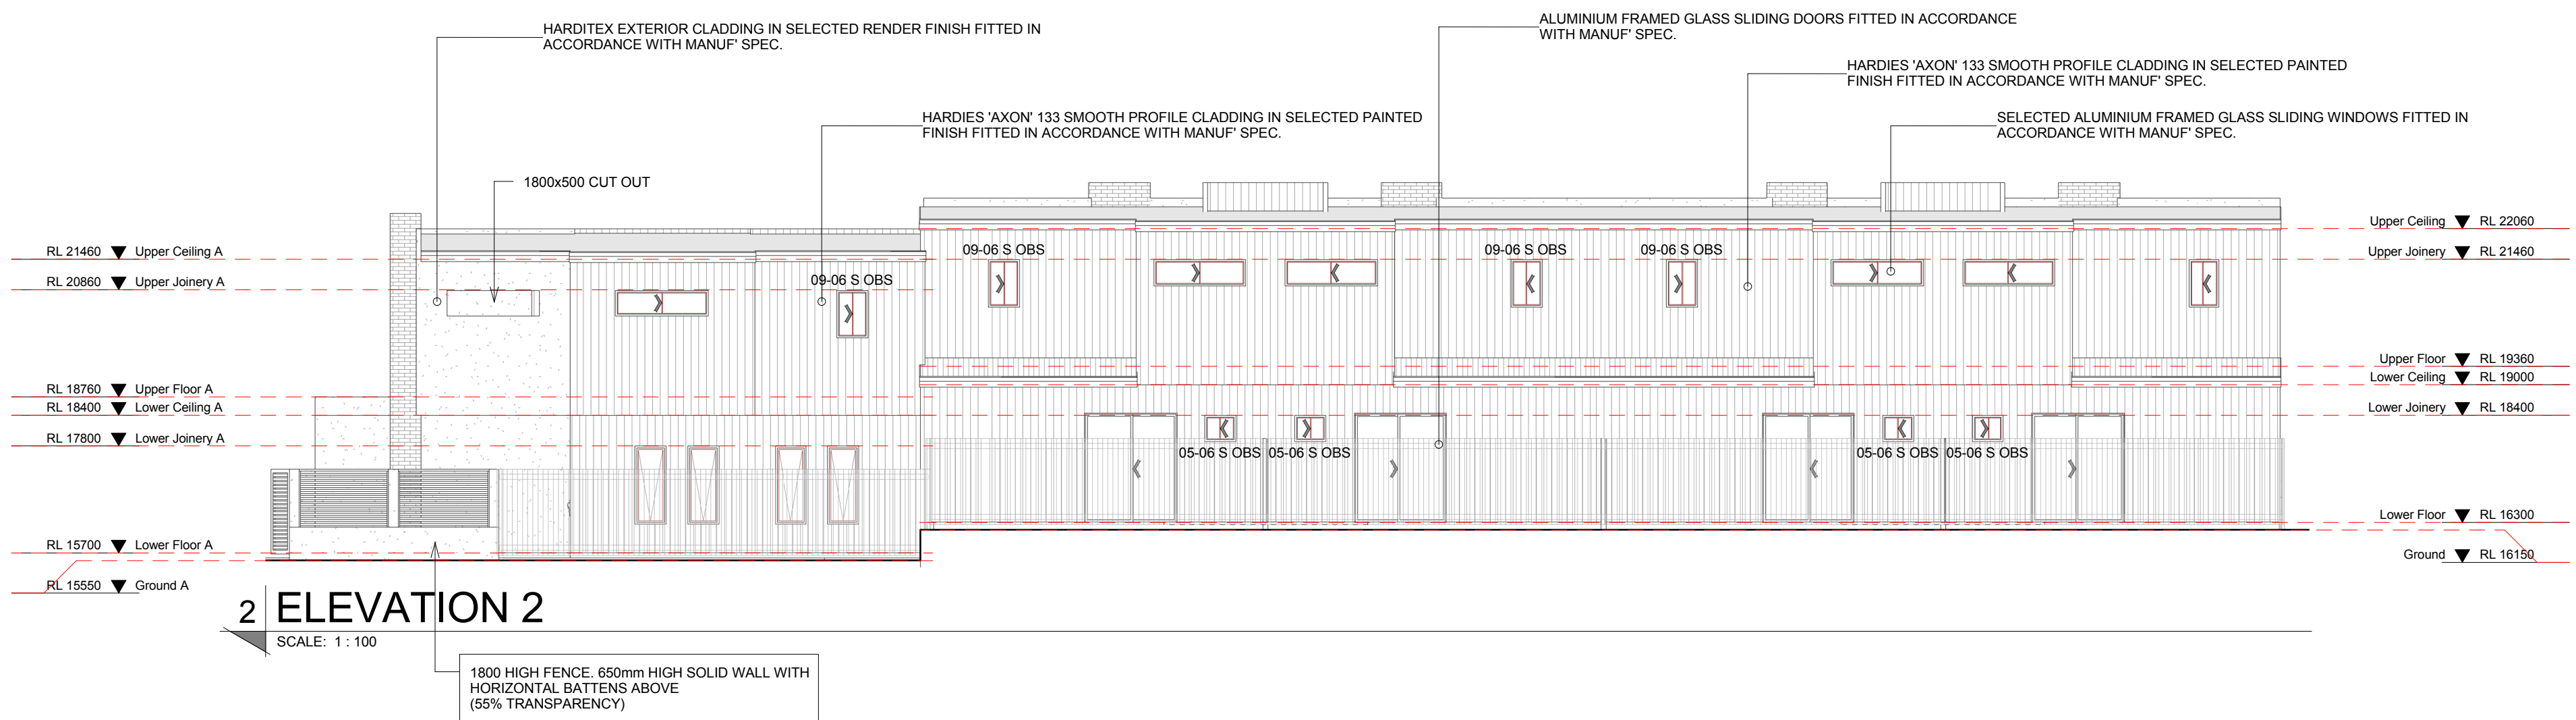 HARDITEX EXTERIOR CLADDING IN SELECTED RENDER FINISH FITTED IN
ACCORDANCE WITH MANUF' SPEC.
ALUMINIUM FRAMED GLASS SLIDING DOORS FITTED IN ACCORDANCE
WITH MANUF' SPEC.
HARDIES 'AXON' 133 SMOOTH PROFILE CLADDING IN SELECTED PAINTED
FINISH FITTED IN ACCORDANCE WITH MANUF' SPEC.
HARDIES 'AXON' 133 SMOOTH PROFILE CLADDING IN SELECTED PAINTED
FINISH FITTED IN ACCORDANCE WITH MANUF' SPEC.
SELECTED ALUMINIUM FRAMED GLASS SLIDING WINDOWS FITTED IN
ACCORDANCE WITH MANUF' SPEC.
1800x500 CUT OUT
RL 21460 Upper Ceiling A
RL 20860 Upper Joinery A
RL 18760 Upper Floor A
RL 18400 Lower Ceiling A
RL 17800 Lower Joinery A
RL 15700 Lower Floor A
RL 15550 Ground A
09-06 S OBS
09-06 S OBS
09-06 S OBS
09-06 S OBS
05-06 S OBS
05-06 S OBS
05-06 S OBS
05-06 S OBS
Upper Ceiling RL 22060
Upper Joinery RL 21460
Upper Floor RL 19360
Lower Ceiling RL 19000
Lower Joinery RL 18400
Lower Floor RL 16300
Ground RL 16150
2 ELEVATION 2
SCALE: 1 : 100
1800 HIGH FENCE. 650mm HIGH SOLID WALL WITH
HORIZONTAL BATTENS ABOVE
(55% TRANSPARENCY)